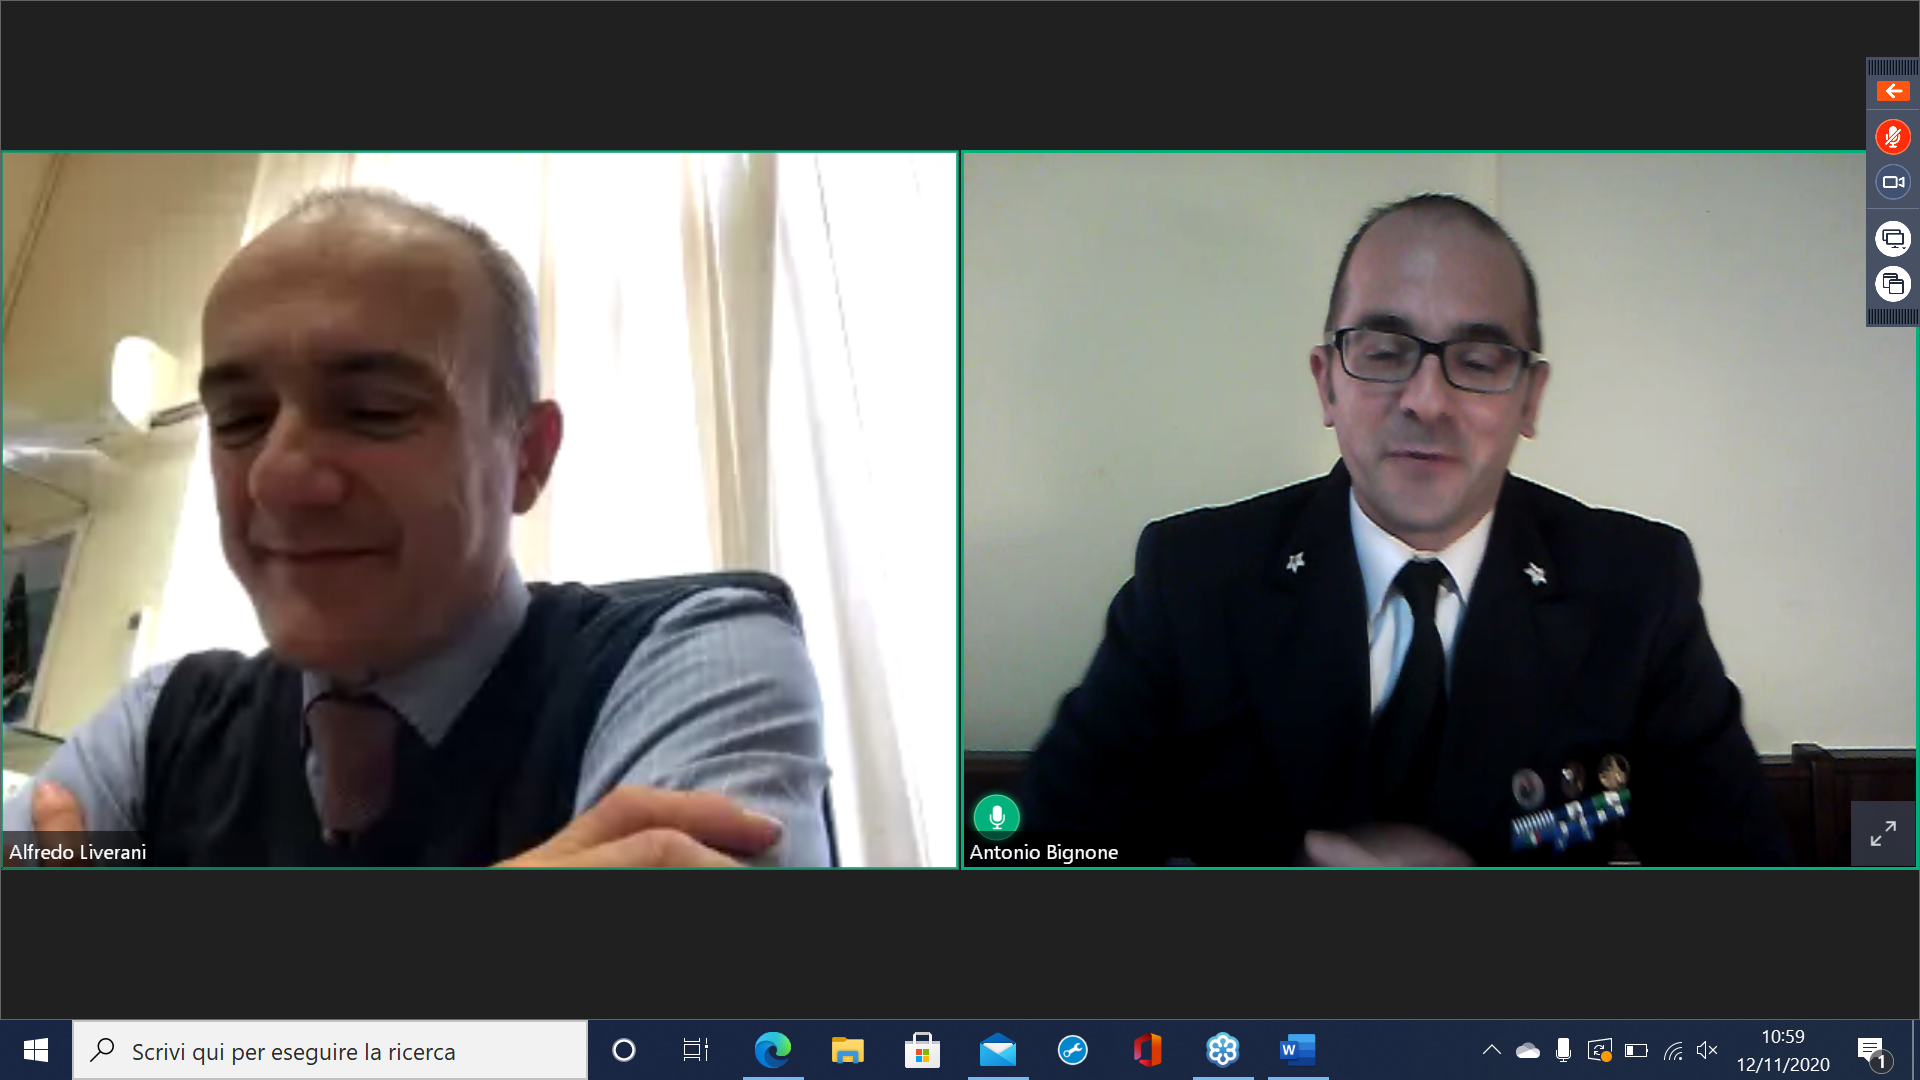 Alfredo Liverani
Antonio Bignone
Scrivi qui per eseguire la ricerca
W
10:59
12/11/2020
1